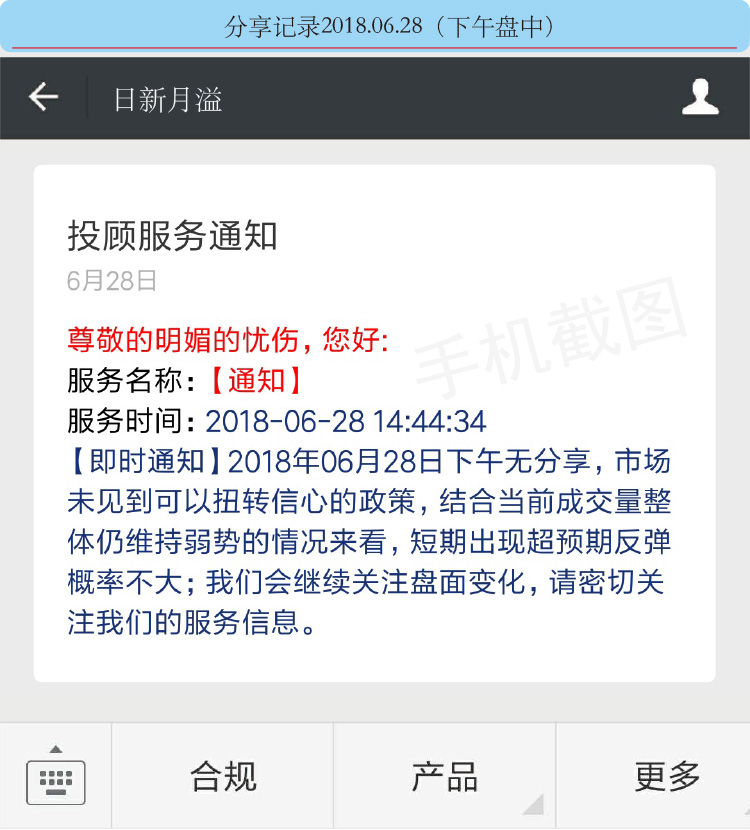 分享记录2018.06.28（下午盘中）
日新月溢
投顾服务通知
6月28日
尊敬的明媚的忧伤，您好:
服务名称：【通知】
服务时间：2018-06-28 14:44:34
【即时通知】2018年06月28日下午无分享，市场
未见到可以扭转信心的政策，结合当前成交量整
体仍维持弱势的情况来看，短期出现超预期反弹
概率不大；我们会继续关注盘面变化，请密切关
注我们的服务信息。
手机截图
合规
产品
更多